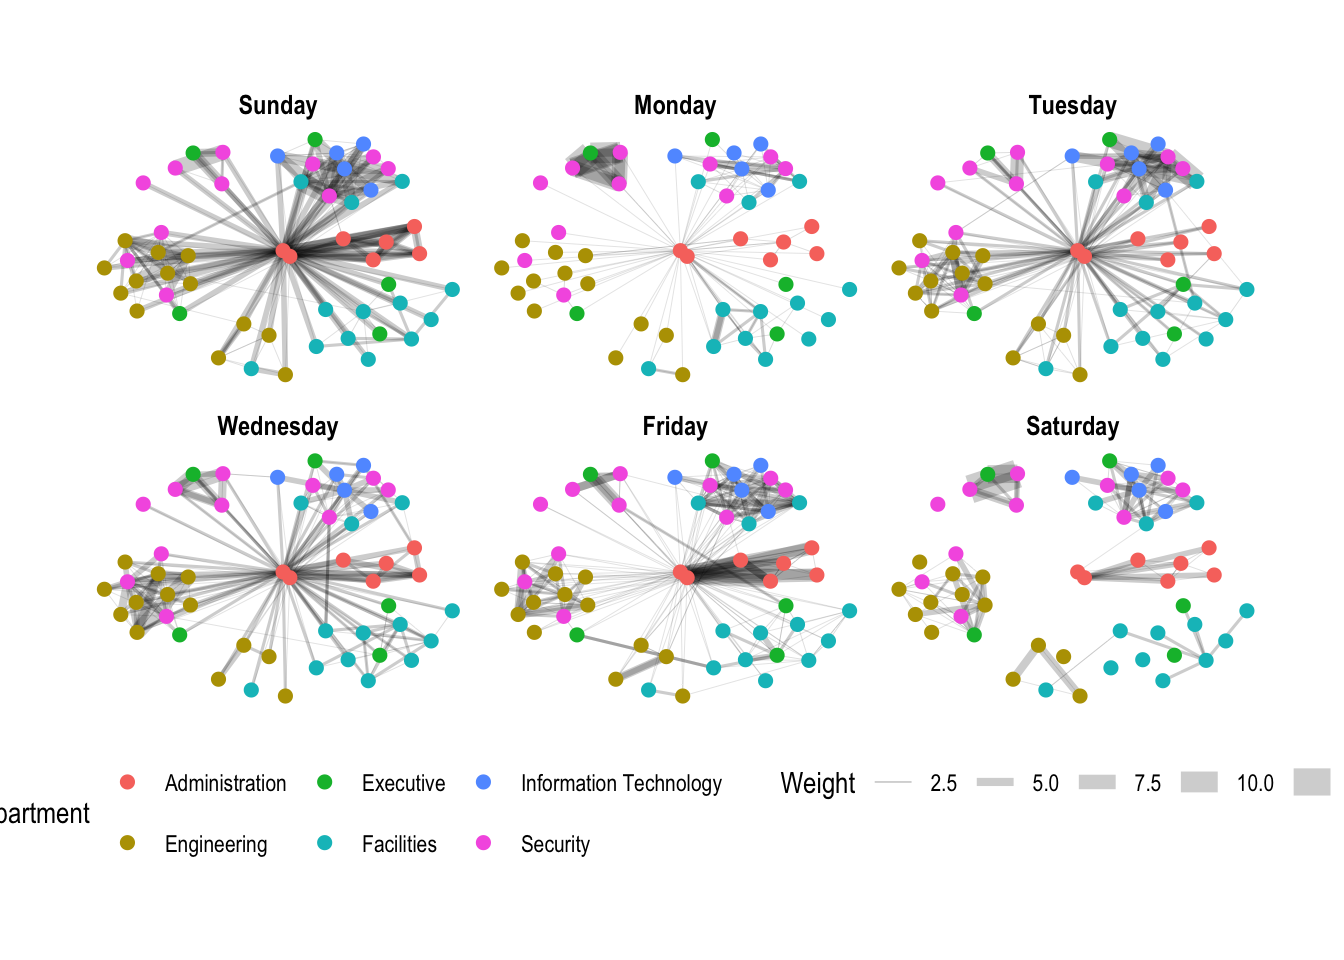 Sunday
Monday
Tuesday
Wednesday
Friday
Saturday
partment
Administration
Executive
Information Technology
Engineering
Facilities
Security
Weight
2.5
5.0
7.5
10.0